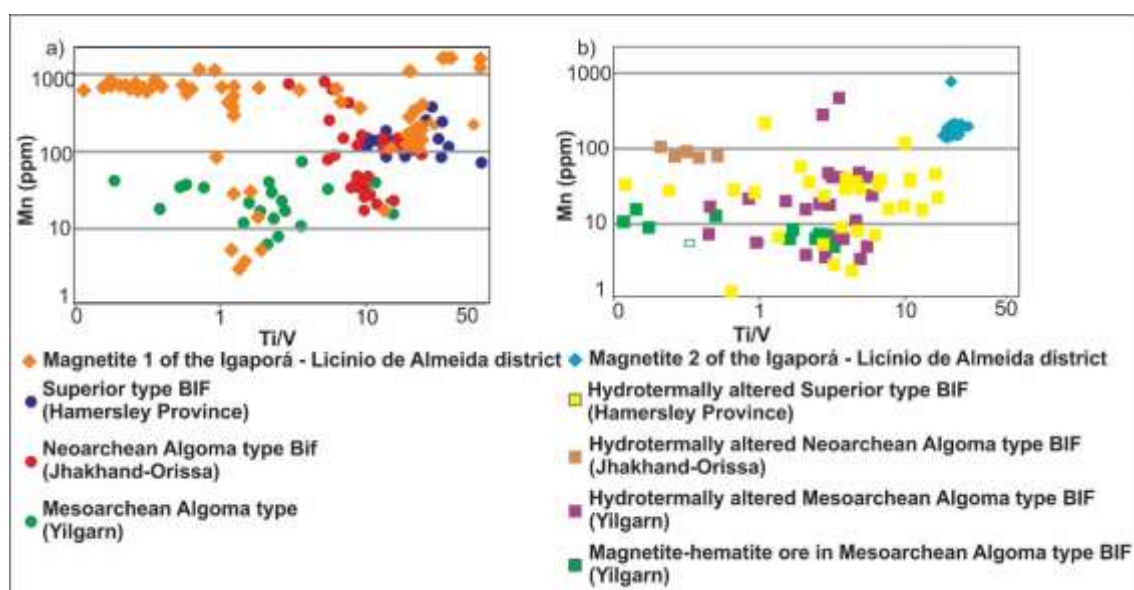 a)
1000
100
10
1
Mn (ppm)
0
1
10
50
Ti/V
b)
1000
100
10
1
Mn (ppm)
0
1
10
50
Ti/V
Magnetite 1 of the Igaporá - Licínio de Almeida district
Superior type BIF
(Hamersley Province)
Neoarchean Algoma type Bif
(Jhakhand-Orissa)
Mesoarchean Algoma type
(Yilgarn)
Magnetite 2 of the Igaporá - Licínio de Almeida district
Hydrotermally altered Superior type BIF
(Hamersley Province)
Hydrotermally altered Neoarchean Algoma type BIF
(Jhakhand-Orissa)
Hydrotermally altered Mesoarchean Algoma type BIF
(Yilgarn)
Magnetite-hematite ore in Mesoarchean Algoma type BIF
(Yilgarn)